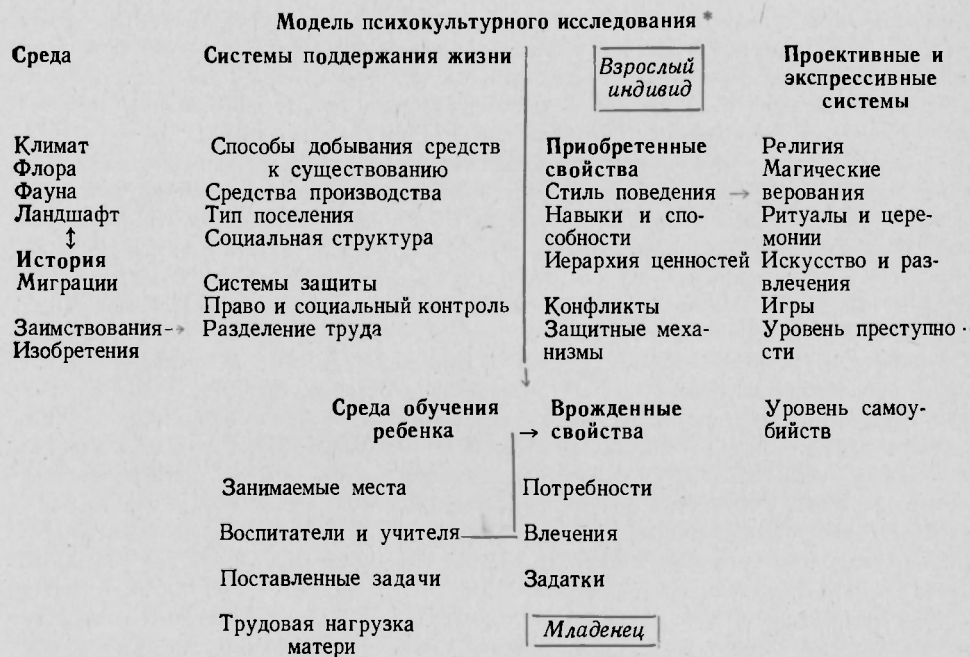 Модель психокультурного исследования *
Среда
Системы поддержания жизни
Взрослый
индивид
Проективные и
экспрессивные
системы
Климат
Флора
Фауна
Ландшафт
↕
История
Миграции
Заимствования-→
Изобретения
Способы добывания средств
к существованию
Средства производства
Тип поселения
Социальная структура
Системы защиты
Право и социальный контроль
Разделение труда
Приобретенные
свойства
Стиль поведения →
Навыки и спо-
собности
Иерархия ценностей
Конфликты
Защитные меха-
низмы
Религия
Магические
верования
Ритуалы и цере-
монии
Искусство и раз-
влечения
Игры
Уровень преступно-
сти
Уровень самоу-
бийств
Среда обучения
ребенка
Занимаемые места
Воспитатели и учителя
Поставленные задачи
Трудовая нагрузка
матери
→ Врожденные
свойства
Потребности
Влечения
Задатки
Младенец